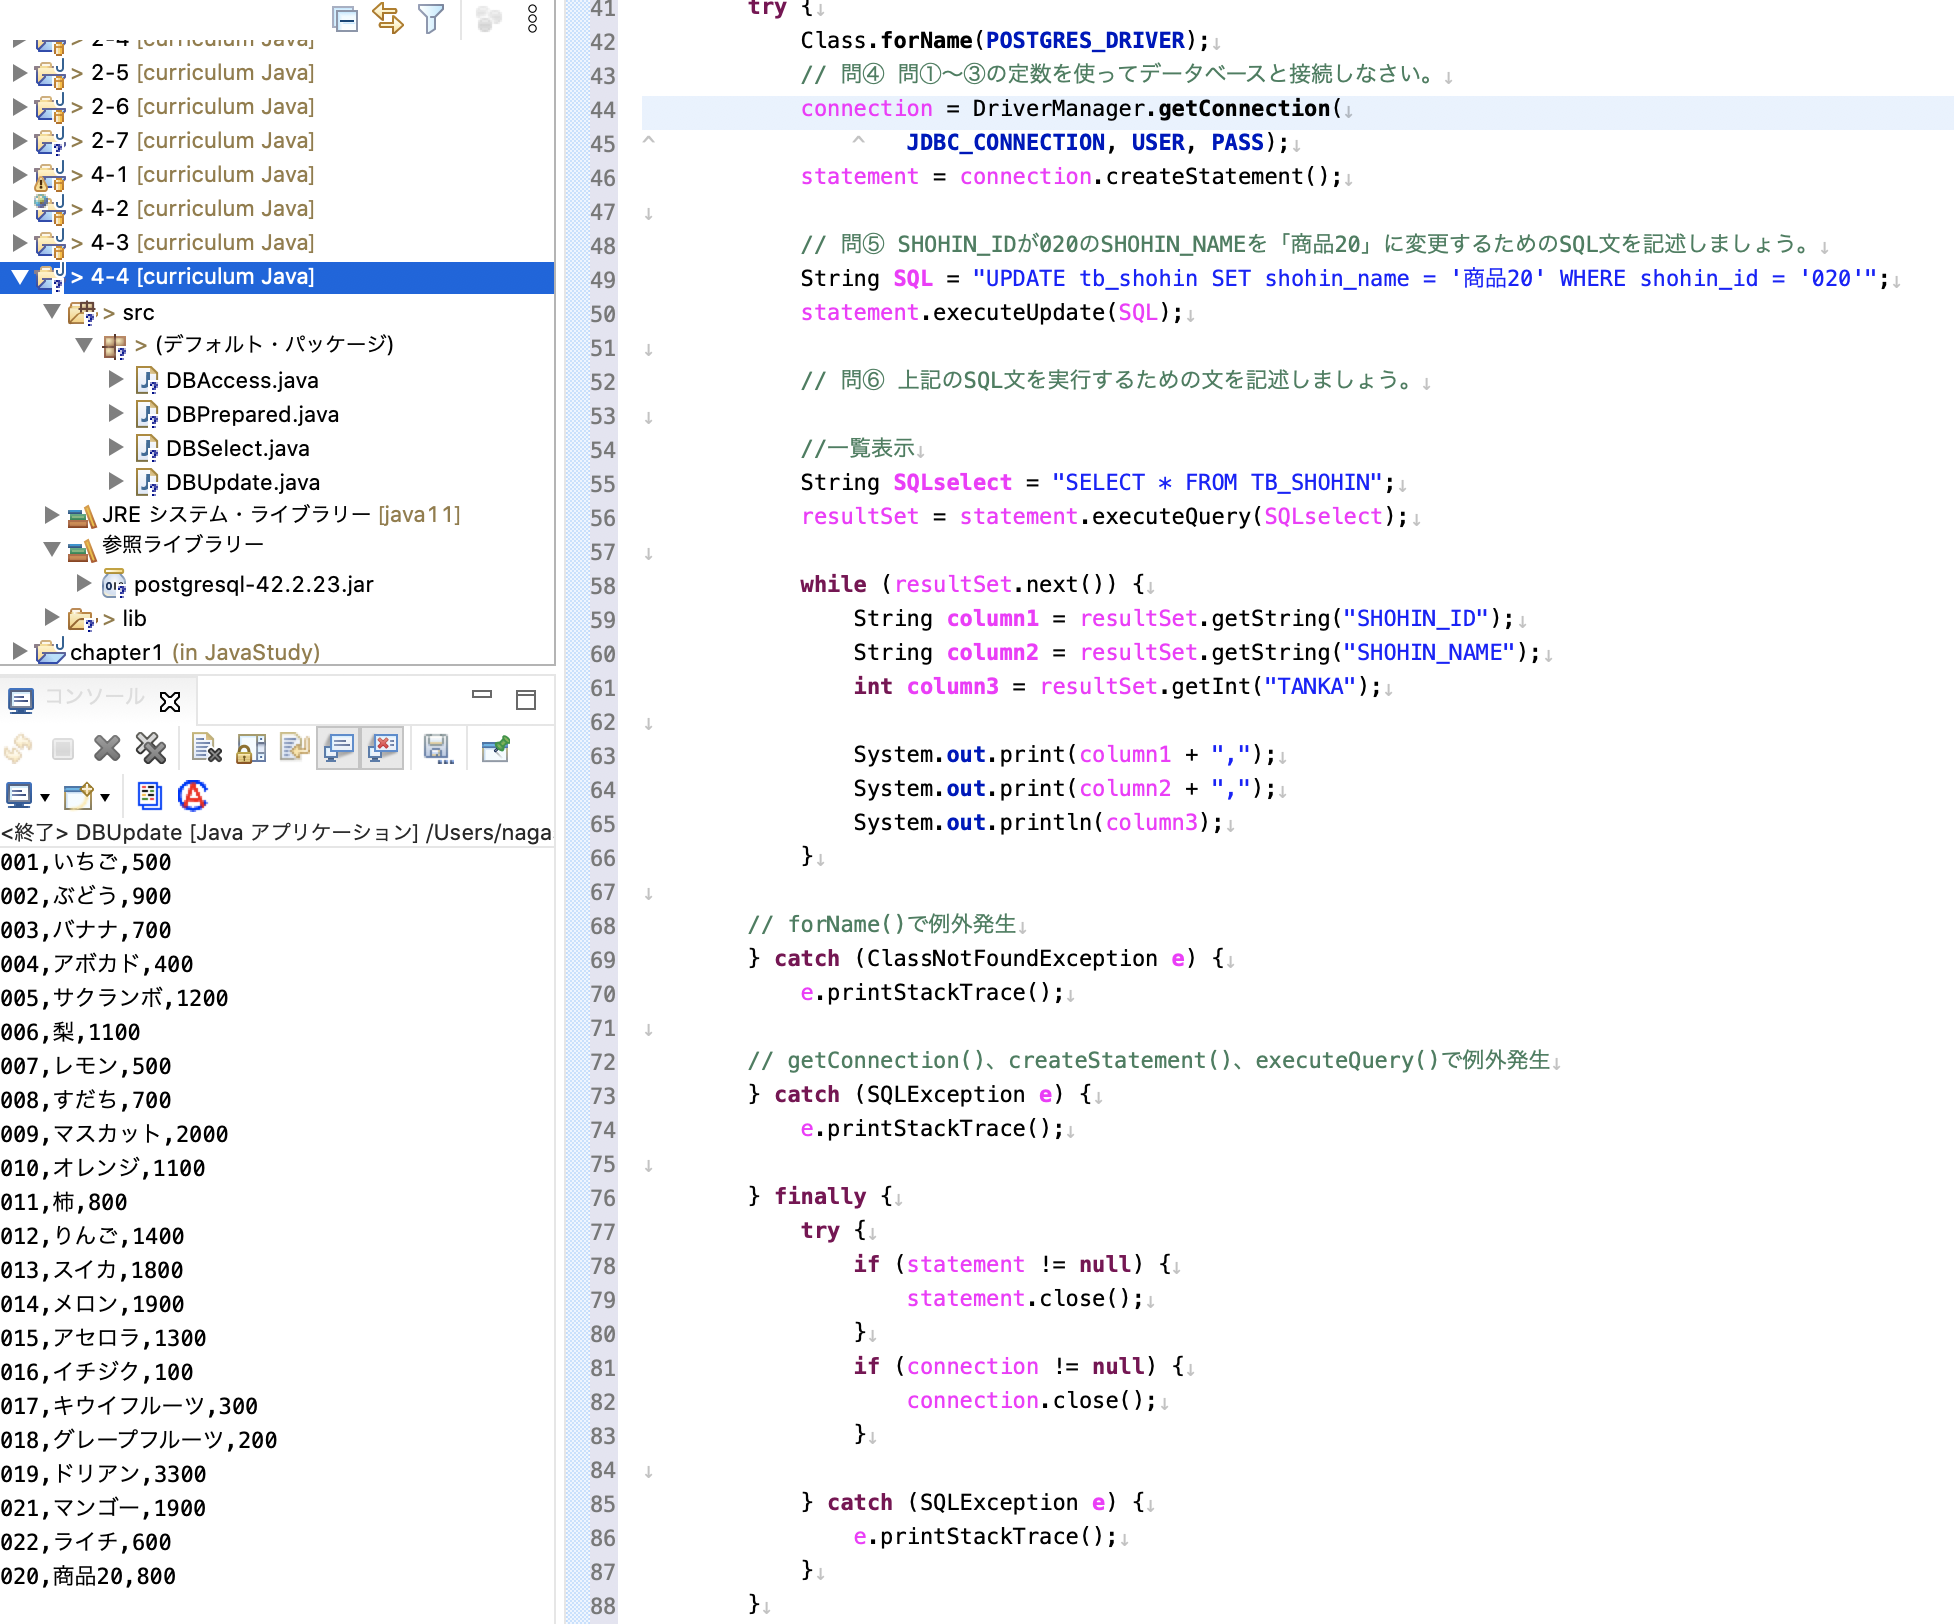 > 2-4 [curriculum Java]
> 2-5 [curriculum Java]
> 2-6 [curriculum Java]
> 2-7 [curriculum Java]
> 4-1 [curriculum Java]
> 4-2 [curriculum Java]
> 4-3 [curriculum Java]
> 4-4 [curriculum Java]
> src
> (デフォルト・パッケージ)
DBAccess.java
DBPrepared.java
DBSelect.java
DBUpdate.java
JRE システム・ライブラリー [java11]
参照ライブラリー
postgresql-42.2.23.jar
> lib
chapter1 (in JavaStudy)
コンソール
<終了> DBUpdate [Java アプリケーション] /Users/naga
001,いちご,500
002,ぶどう,900
003,バナナ,700
004,アボカド,400
005,サクランボ,1200
006,梨,1100
007,レモン,500
008,すだち,700
009,マスカット,2000
010,オレンジ,1100
011,柿,800
012,りんご,1400
013,スイカ,1800
014,メロン,1900
015,アセロラ,1300
016,イチジク,100
017,キウイフルーツ,300
018,グレープフルーツ,200
019,ドリアン,3300
021,マンゴー,1900
022,ライチ,600
020,商品20,800
41 try {↓
42 Class.forName(POSTGRES_DRIVER);↓
43 // 問④ 問①〜③の定数を使ってデータベースと接続しなさい。↓
44 connection = DriverManager.getConnection(↓
45 ^ ^ JDBC_CONNECTION, USER, PASS);↓
46 statement = connection.createStatement();↓
47 ↓
48 // 問⑤ SHOHIN_IDが020のSHOHIN_NAMEを「商品20」に変更するためのSQL文を記述しましょう。↓
49 String SQL = "UPDATE tb_shohin SET shohin_name = '商品20' WHERE shohin_id = '020'";↓
50 statement.executeUpdate(SQL);↓
51 ↓
52 // 問⑥ 上記のSQL文を実行するための文を記述しましょう。↓
53 ↓
54 //一覧表示↓
55 String SQLselect = "SELECT * FROM TB_SHOHIN";↓
56 resultSet = statement.executeQuery(SQLselect);↓
57 ↓
58 while (resultSet.next()) {↓
59 String column1 = resultSet.getString("SHOHIN_ID");↓
60 String column2 = resultSet.getString("SHOHIN_NAME");↓
61 int column3 = resultSet.getInt("TANKA");↓
62 ↓
63 System.out.print(column1 + ",");↓
64 System.out.print(column2 + ",");↓
65 System.out.println(column3);↓
66 }↓
67 ↓
68 // forName()で例外発生↓
69 } catch (ClassNotFoundException e) {↓
70 e.printStackTrace();↓
71 ↓
72 // getConnection()、createStatement()、executeQuery()で例外発生↓
73 } catch (SQLException e) {↓
74 e.printStackTrace();↓
75 ↓
76 } finally {↓
77 try {↓
78 if (statement != null) {↓
79 statement.close();↓
80 }↓
81 if (connection != null) {↓
82 connection.close();↓
83 }↓
84 ↓
85 } catch (SQLException e) {↓
86 e.printStackTrace();↓
87 }↓
88 }↓